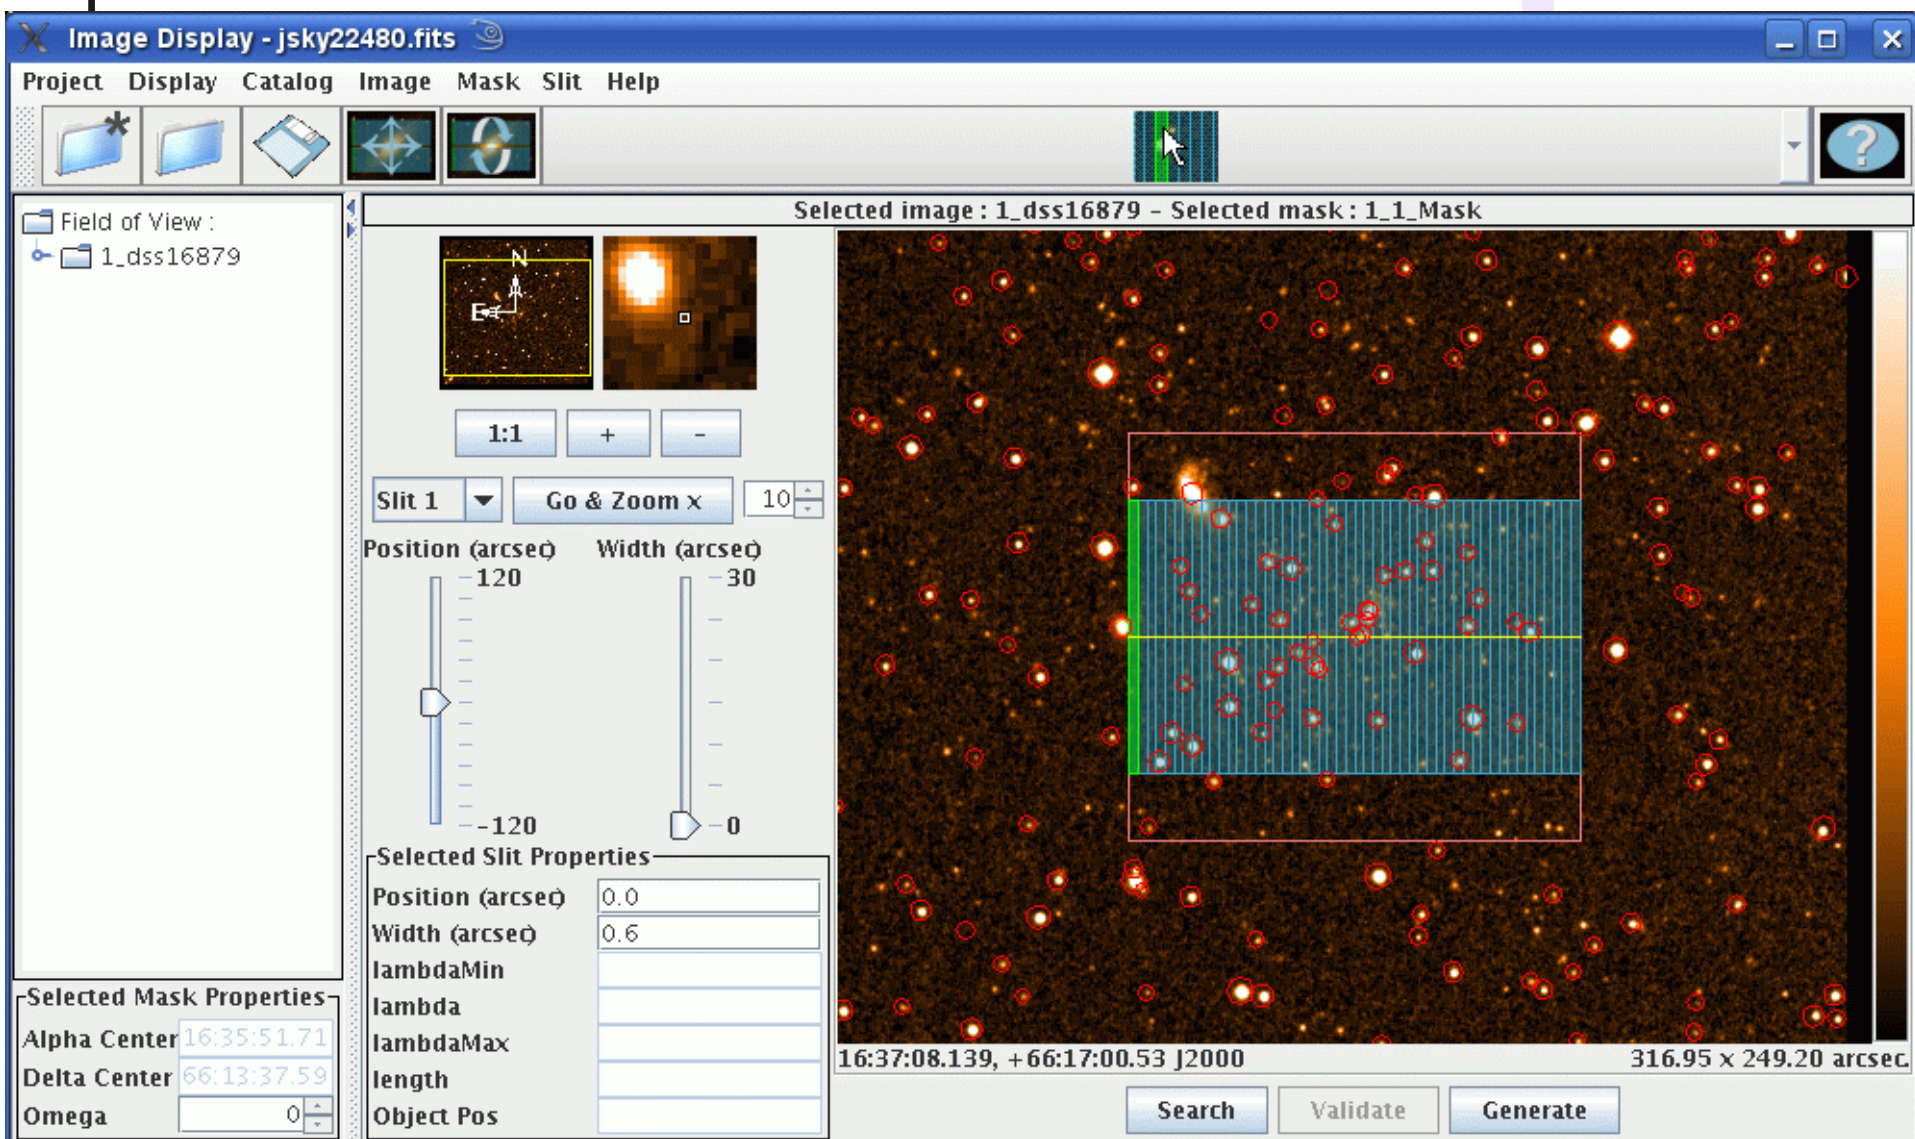 Image Display - jsky22480.fits
Project Display Catalog Image Mask Slit Help
*
?
Selected image : 1_dss16879 - Selected mask : 1_1_Mask
Field of View :
1_dss16879
N
E
1:1 + -
Slit 1 Go & Zoom x 10
Position (arcsec) Width (arcsec)
120 30
-120 0
Selected Slit Properties
Position (arcsec) 0.0
Width (arcsec) 0.6
lambdaMin
lambda
lambdaMax
length
Object Pos
Selected Mask Properties
Alpha Center 16:35:51.71
Delta Center 66:13:37.59
Omega 0
16:37:08.139, +66:17:00.53 J2000 316.95 x 249.20 arcsec.
Search Validate Generate